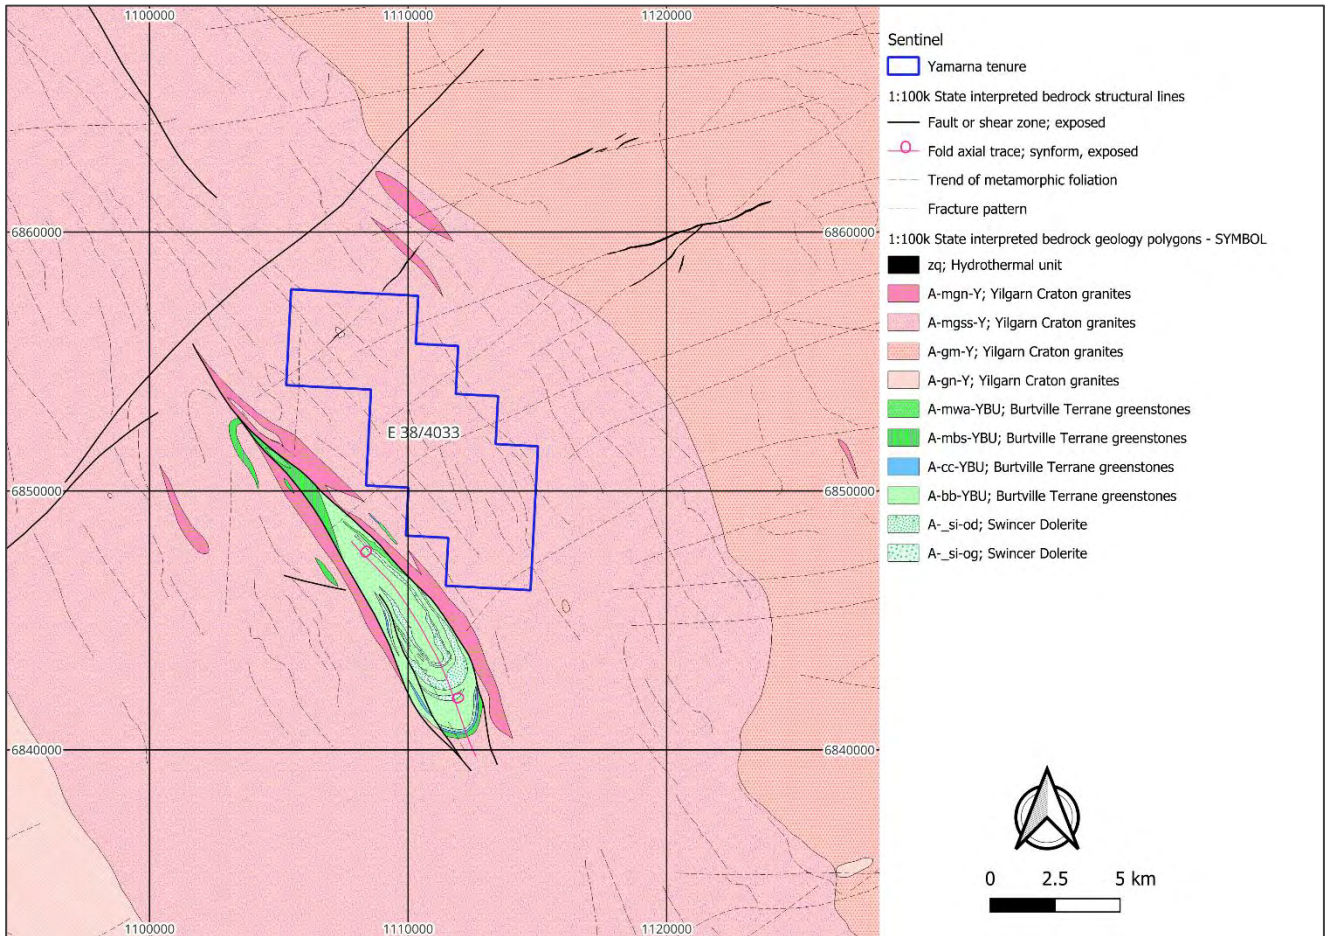 1100000
1110000
1120000
6860000
6860000
E 38/4033
6850000
6850000
6840000
6840000
1100000
1110000
1120000
Sentinel
Yamarna tenure
1:100k State interpreted bedrock structural lines
Fault or shear zone; exposed
Fold axial trace; synform, exposed
Trend of metamorphic foliation
Fracture pattern
1:100k State interpreted bedrock geology polygons - SYMBOL
zq; Hydrothermal unit
A-mgn-Y; Yilgarn Craton granites
A-mgss-Y; Yilgarn Craton granites
A-gm-Y; Yilgarn Craton granites
A-gn-Y; Yilgarn Craton granites
A-mwa-YBU; Burtville Terrane greenstones
A-mbs-YBU; Burtville Terrane greenstones
A-cc-YBU; Burtville Terrane greenstones
A-bb-YBU; Burtville Terrane greenstones
A-_si-od; Swincer Dolerite
A-_si-og; Swincer Dolerite
0 2.5 5 km